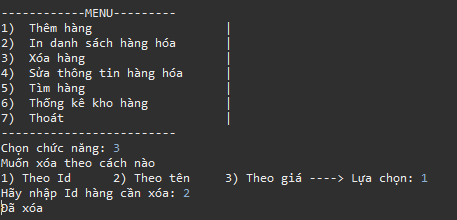 ------------MENU---------
1)  Thêm hàng                |
2)  In danh sách hàng hóa    |
3)  Xóa hàng                 |
4)  Sửa thông tin hàng hóa   |
5)  Tìm hàng                 |
6)  Thống kê kho hàng        |
7)  Thoát                    |
-------------------------
Chọn chức năng: 3
Muốn xóa theo cách nào
1) Theo Id    2) Theo tên    3) Theo giá ----> Lựa chọn: 1
Hãy nhập Id hàng cần xóa: 2
Đã xóa